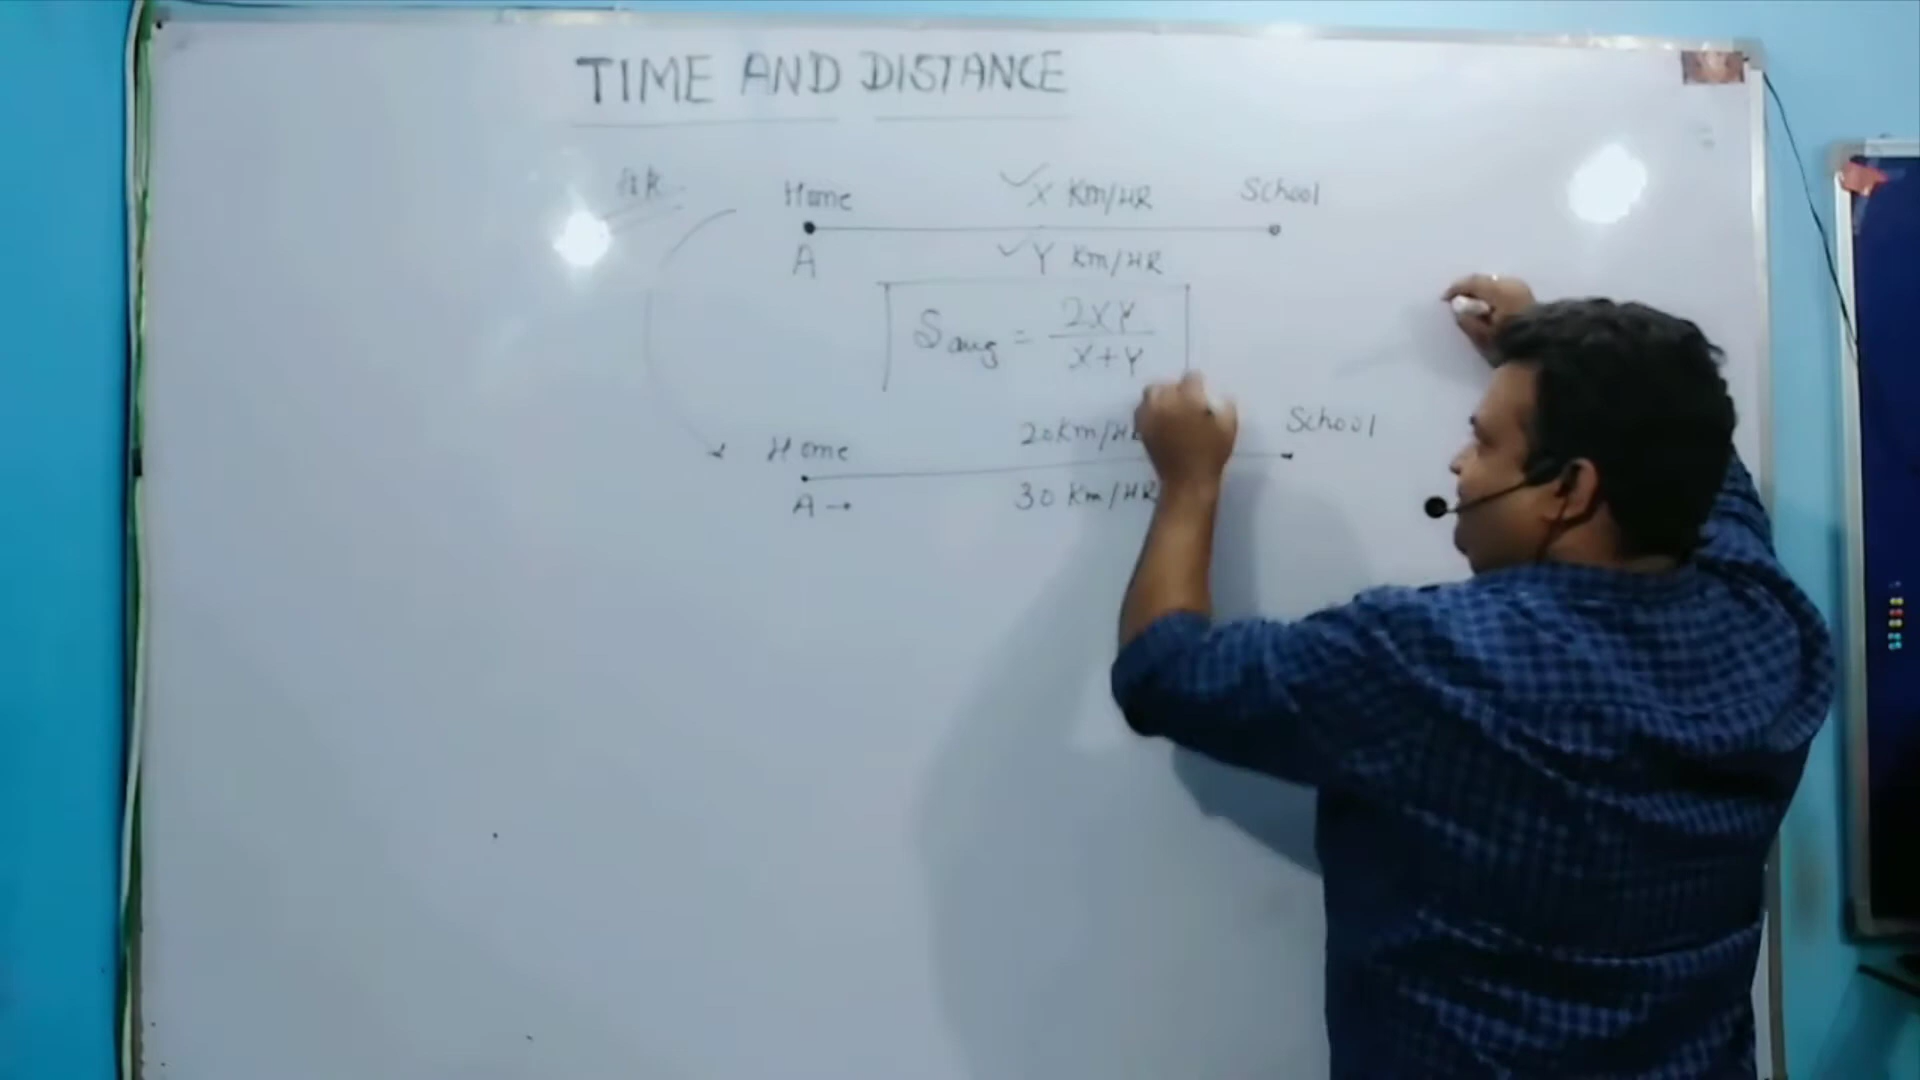 TIME AND DISTANCE
Home X Km/HR School
A Y Km/HR
Savg = 2XY / X+Y
Home 20Km/HR School
A → 30 Km/HR